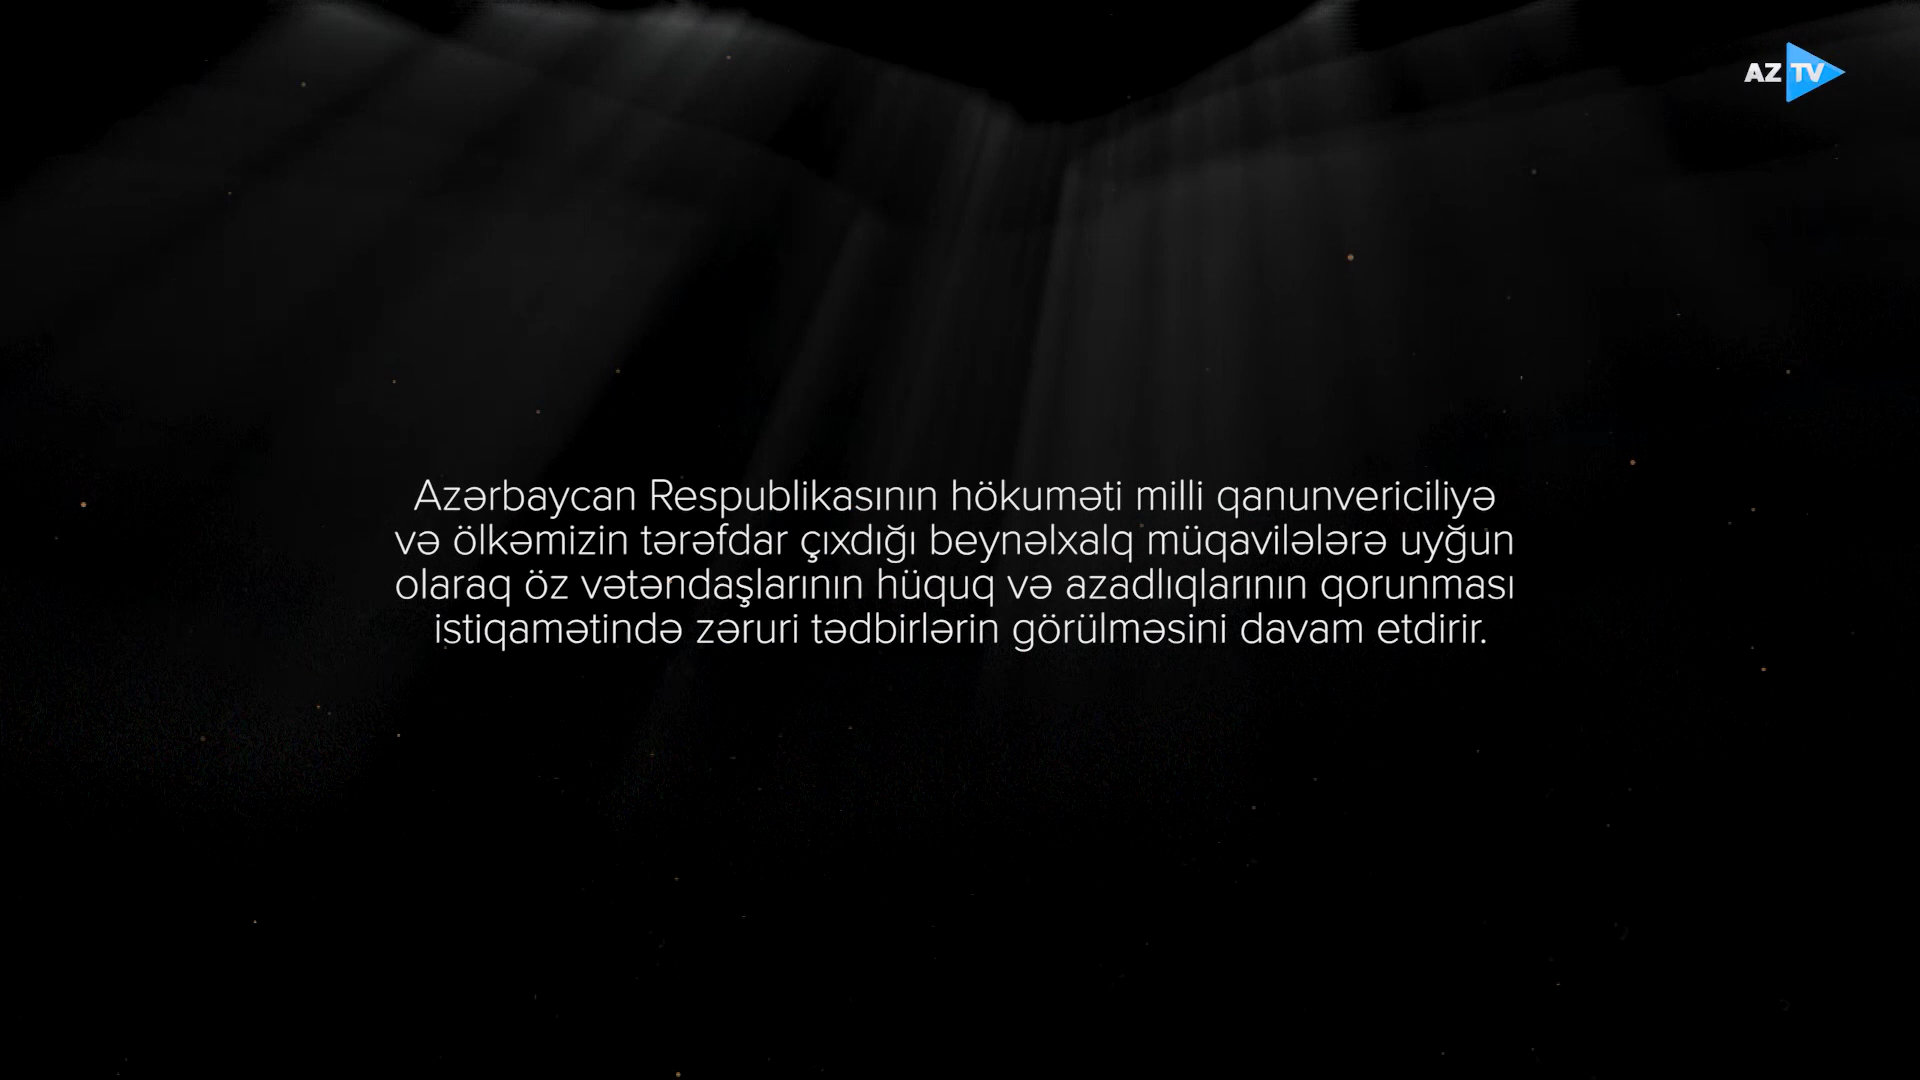 AZ TV
Azərbaycan Respublikasının hökuməti milli qanunvericiliyə
və ölkəmizin tərəfdar çıxdığı beynəlxalq müqavilələrə uyğun
olaraq öz vətəndaşlarının hüquq və azadlıqlarının qorunması
istiqamətində zəruri tədbirlərin görülməsini davam etdirir.